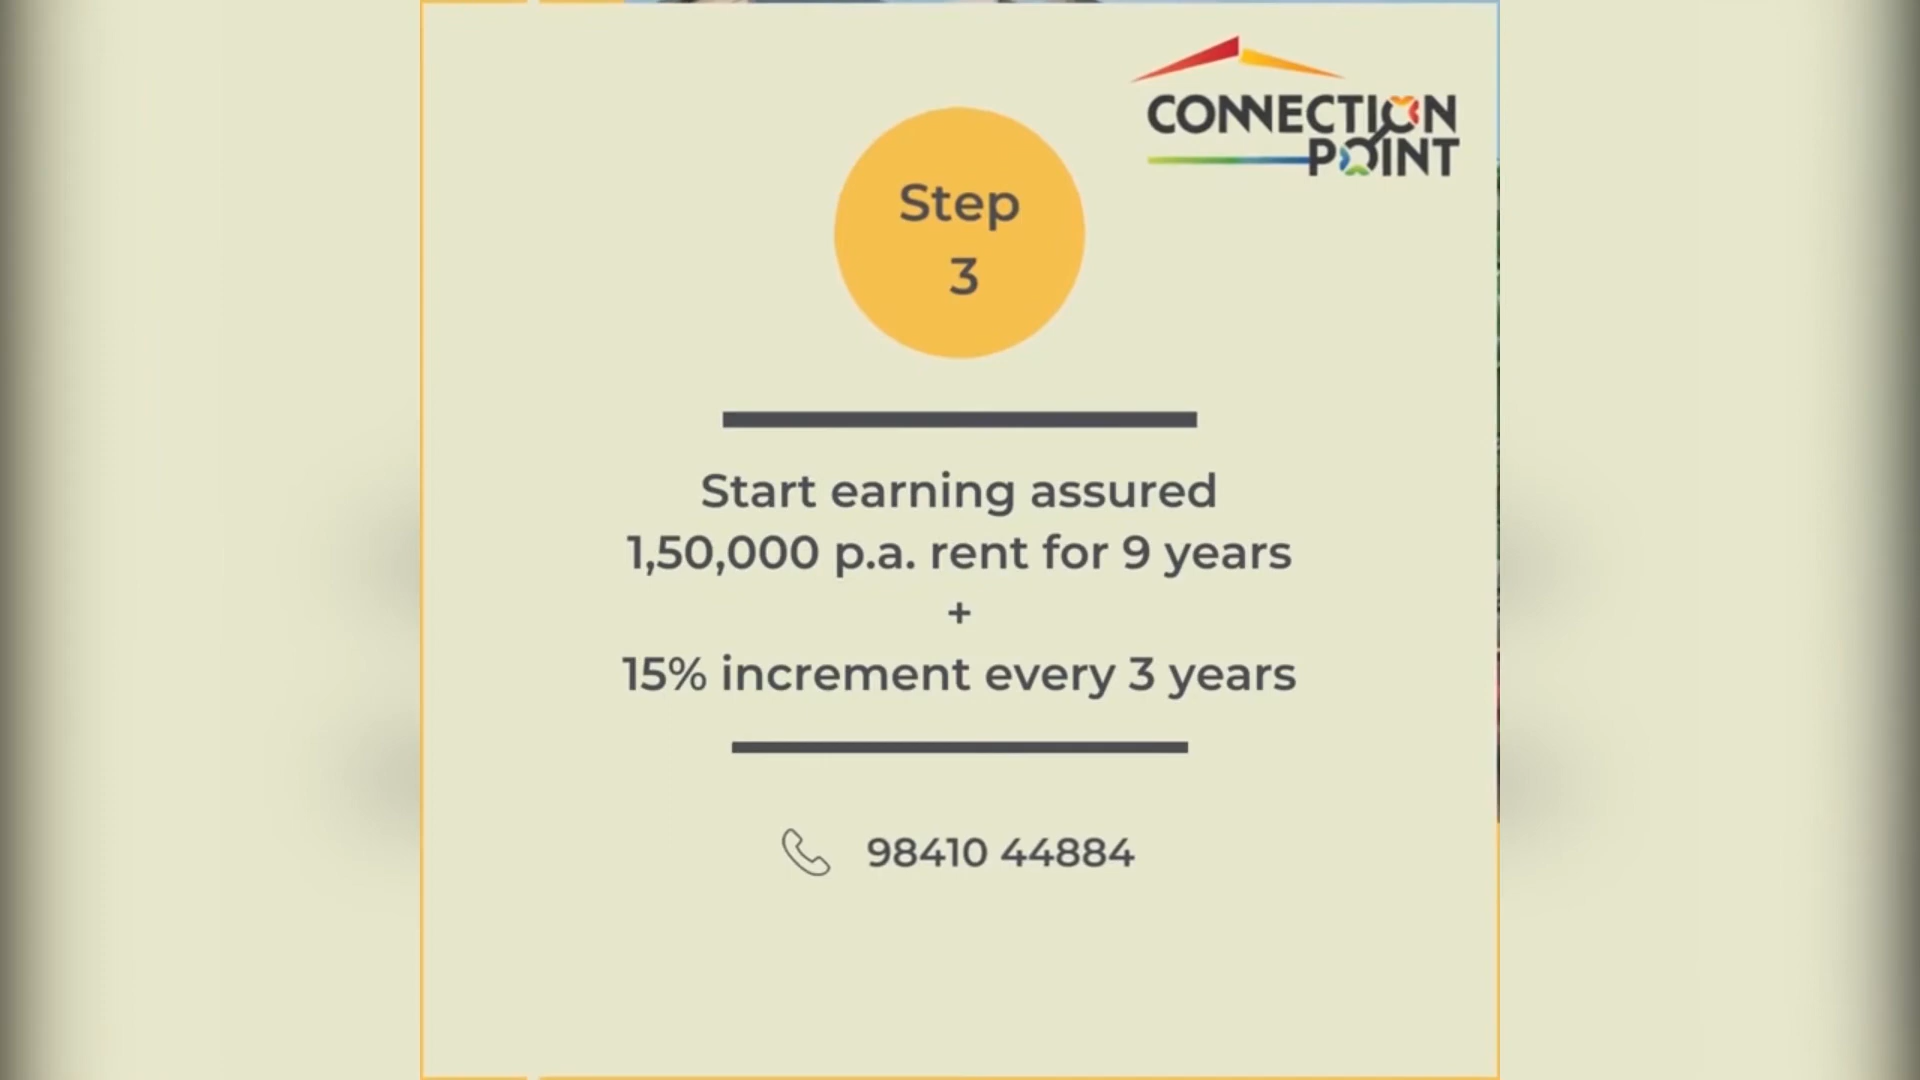 CONNECTION
POINT
Step
3
Start earning assured
1,50,000 p.a. rent for 9 years
+
15% increment every 3 years
98410 44884